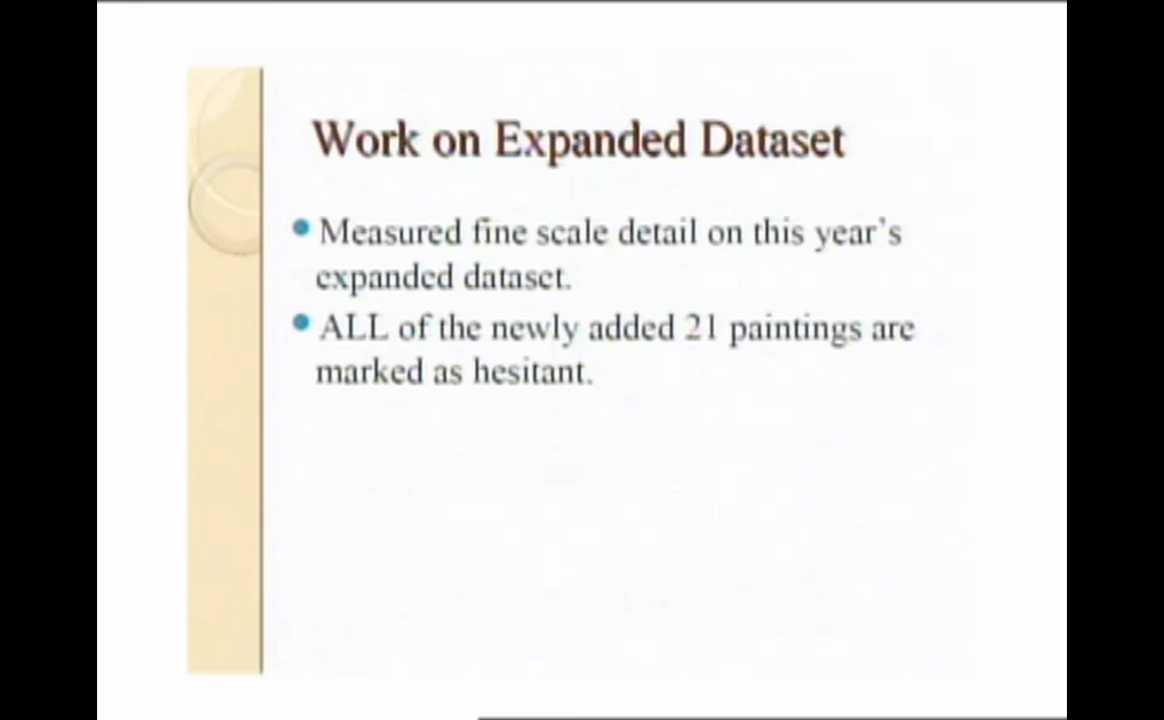 Work on Expanded Dataset
• Measured fine scale detail on this year's
expanded dataset.
• ALL of the newly added 21 paintings are
marked as hesitant.